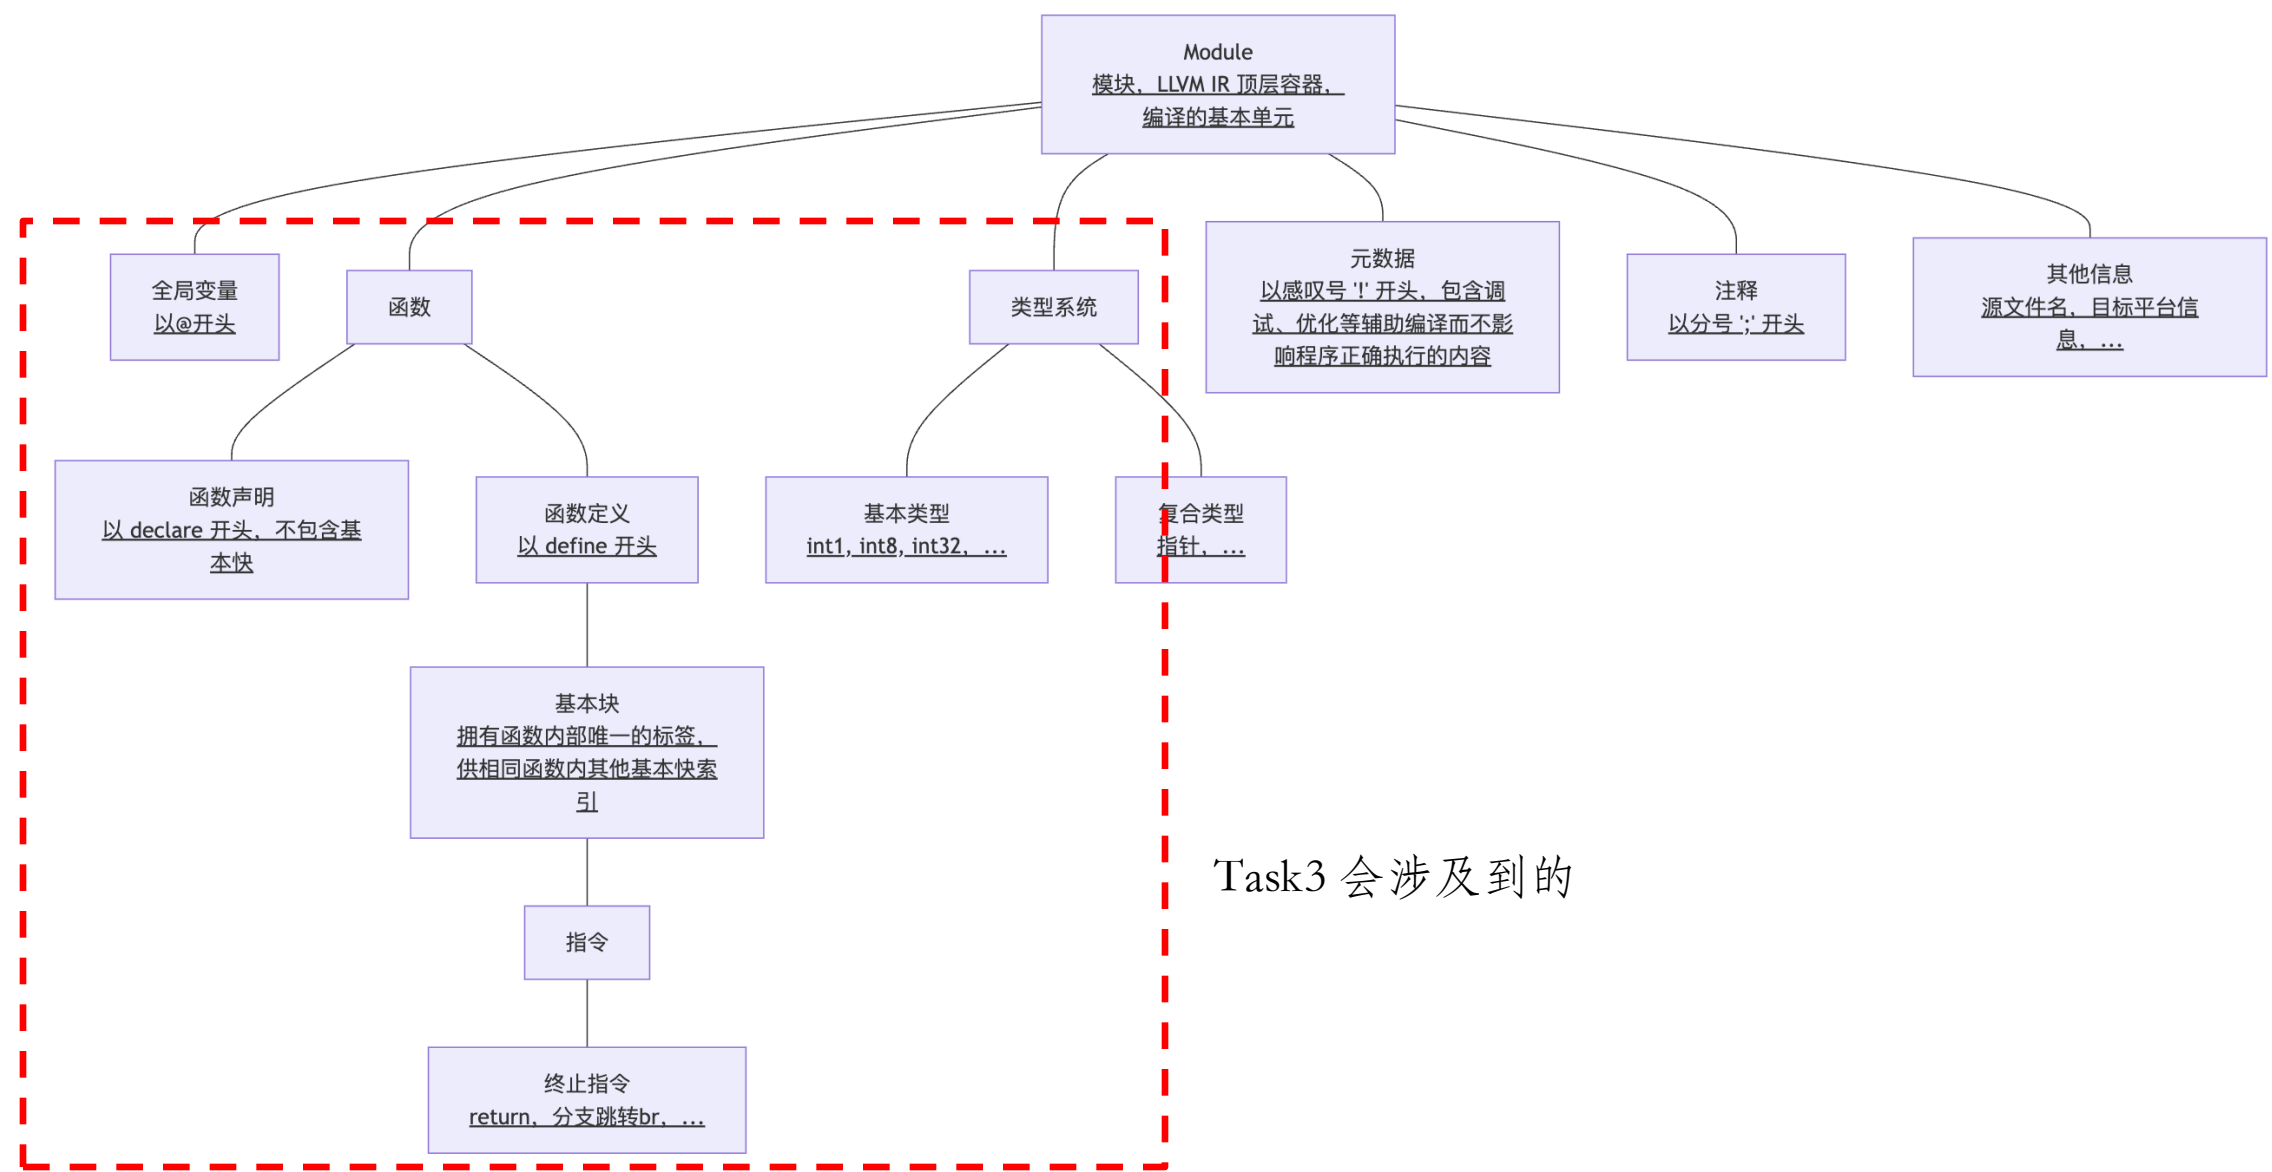 Module
模块，LLVM IR 顶层容器，
编译的基本单元
全局变量
以@开头
函数
类型系统
元数据
以感叹号 '!' 开头，包含调
试、优化等辅助编译而不影
响程序正确执行的内容
注释
以分号 ';' 开头
其他信息
源文件名，目标平台信
息，...
函数声明
以 declare 开头，不包含基
本快
函数定义
以 define 开头
基本类型
int1, int8, int32，...
复合类型
指针，...
基本块
拥有函数内部唯一的标签，
供相同函数内其他基本快索
引
指令
终止指令
return，分支跳转br，...
Task3 会涉及到的